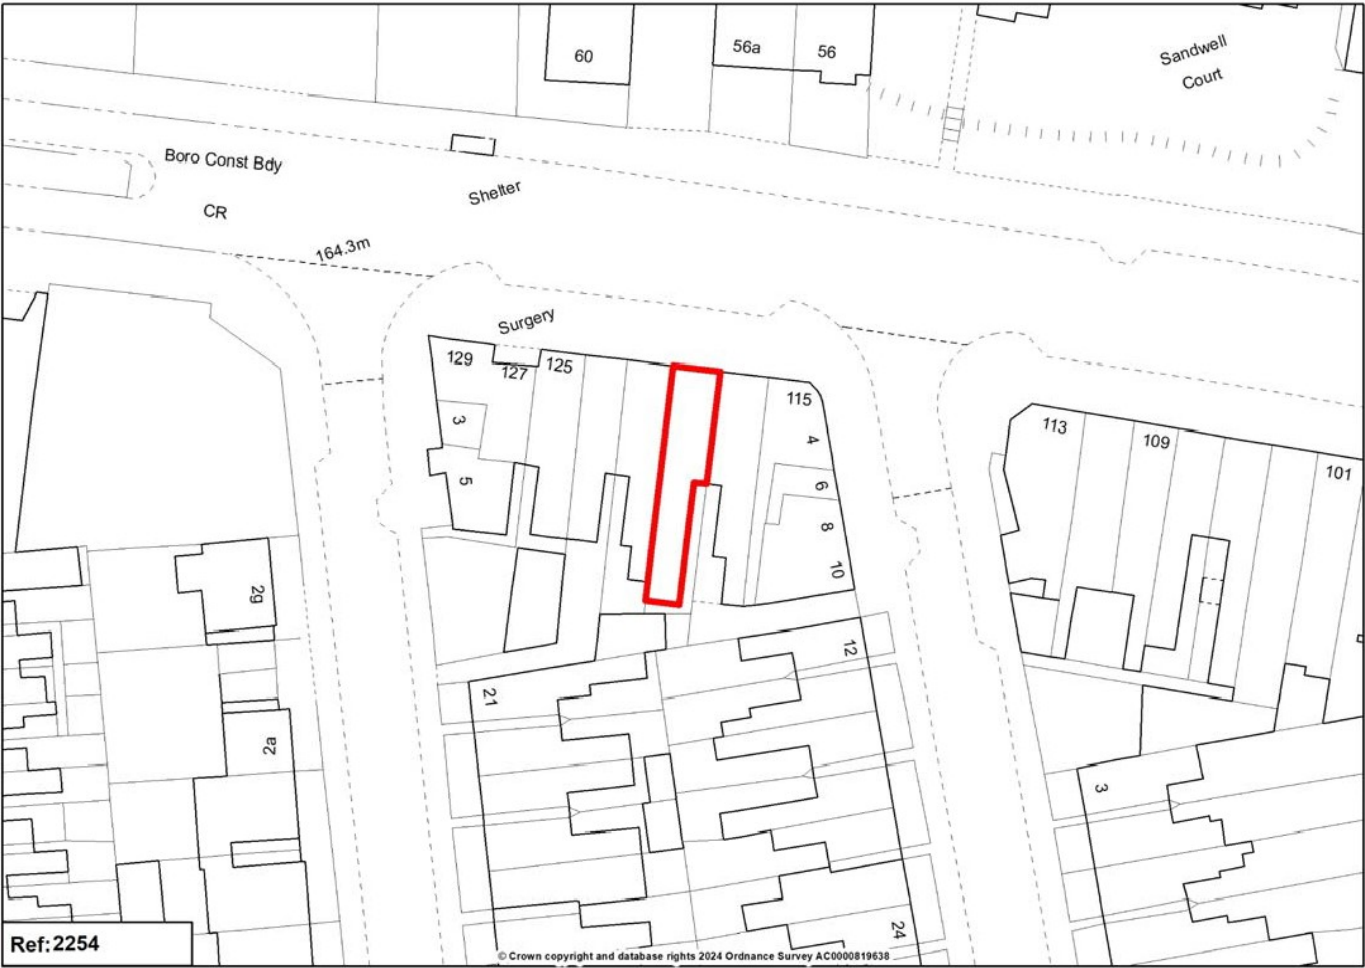 60
56a
56
Sandwell
Court
Boro Const Bdy
CR
Shelter
164.3m
Surgery
129
127
125
115
3
4
5
6
8
10
113
109
101
2g
12
21
2a
3
24
Ref:2254
© Crown copyright and database rights 2024 Ordnance Survey AC0000819638